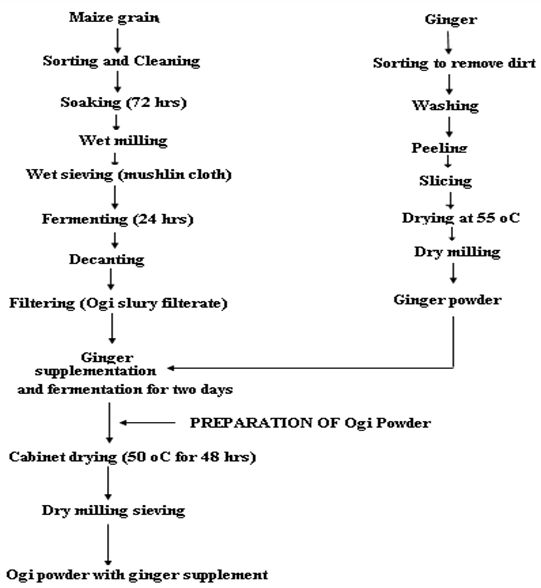 Maize grain
Sorting and Cleaning
Soaking (72 hrs)
Wet milling
Wet sieving (mushlin cloth)
Fermenting (24 hrs)
Decanting
Filtering (Ogi slury filterate)
Ginger
Sorting to remove dirt
Washing
Peeling
Slicing
Drying at 55 oC
Dry milling
Ginger powder
Ginger
supplementation
and fermentation for two days
PREPARATION OF Ogi Powder
Cabinet drying (50 oC for 48 hrs)
Dry milling sieving
Ogi powder with ginger supplement